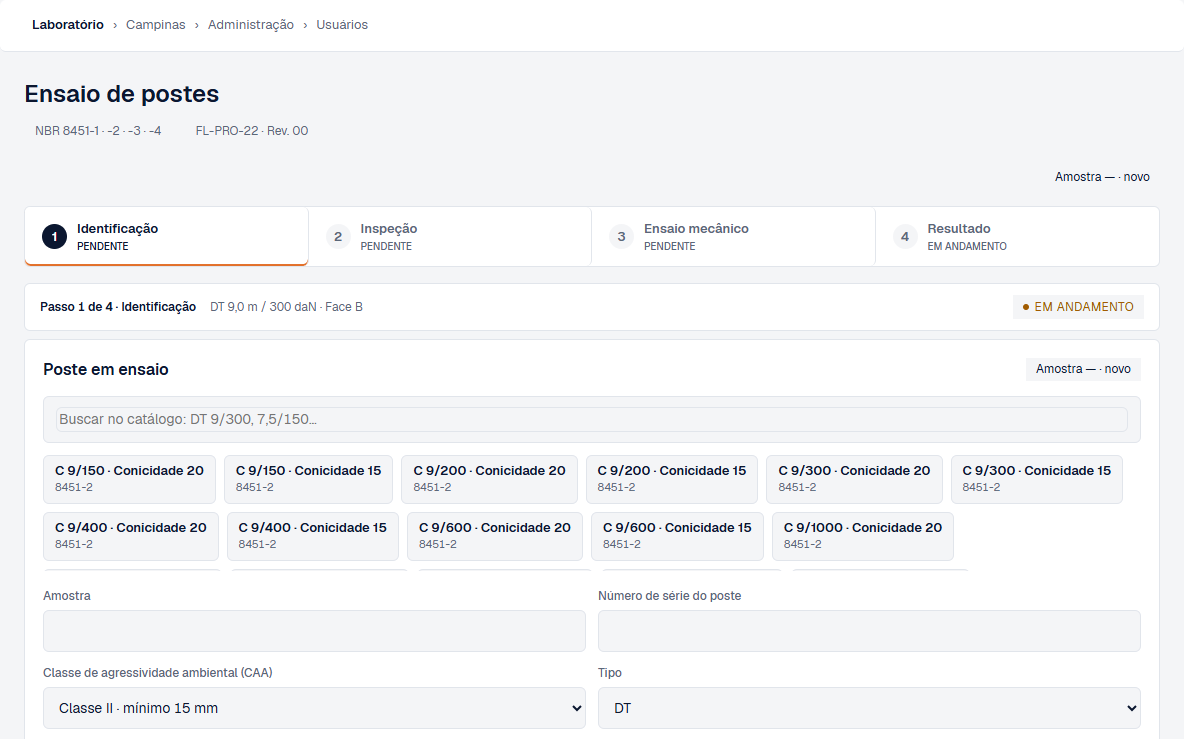 Laboratório › Campinas › Administração › Usuários
Ensaio de postes
NBR 8451-1 · -2 · -3 · -4 FL-PRO-22 · Rev. 00
Amostra — · novo
1 Identificação
PENDENTE
2 Inspeção
PENDENTE
3 Ensaio mecânico
PENDENTE
4 Resultado
EM ANDAMENTO
Passo 1 de 4 · Identificação DT 9,0 m / 300 daN · Face B
EM ANDAMENTO
Poste em ensaio
Amostra — · novo
Buscar no catálogo: DT 9/300, 7,5/150…
C 9/150 · Conicidade 20
8451-2
C 9/150 · Conicidade 15
8451-2
C 9/200 · Conicidade 20
8451-2
C 9/200 · Conicidade 15
8451-2
C 9/300 · Conicidade 20
8451-2
C 9/300 · Conicidade 15
8451-2
C 9/400 · Conicidade 20
8451-2
C 9/400 · Conicidade 15
8451-2
C 9/600 · Conicidade 20
8451-2
C 9/600 · Conicidade 15
8451-2
C 9/1000 · Conicidade 20
8451-2
Amostra
Número de série do poste
Classe de agressividade ambiental (CAA)
Classe II · mínimo 15 mm
Tipo
DT